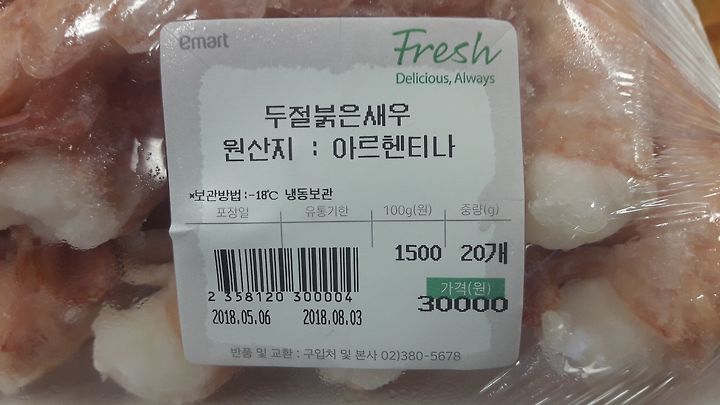 emart
Fresh
Delicious, Always
두절붉은새우
원산지 : 아르헨티나
*보관방법:-18℃ 냉동보관
포장일 유통기한 100g(원) 중량(g)
1500 20개
가격(원)
30000
2 358120 300004
2018.05.06 2018.08.03
반품 및 교환 : 구입처 및 본사 02)380-5678